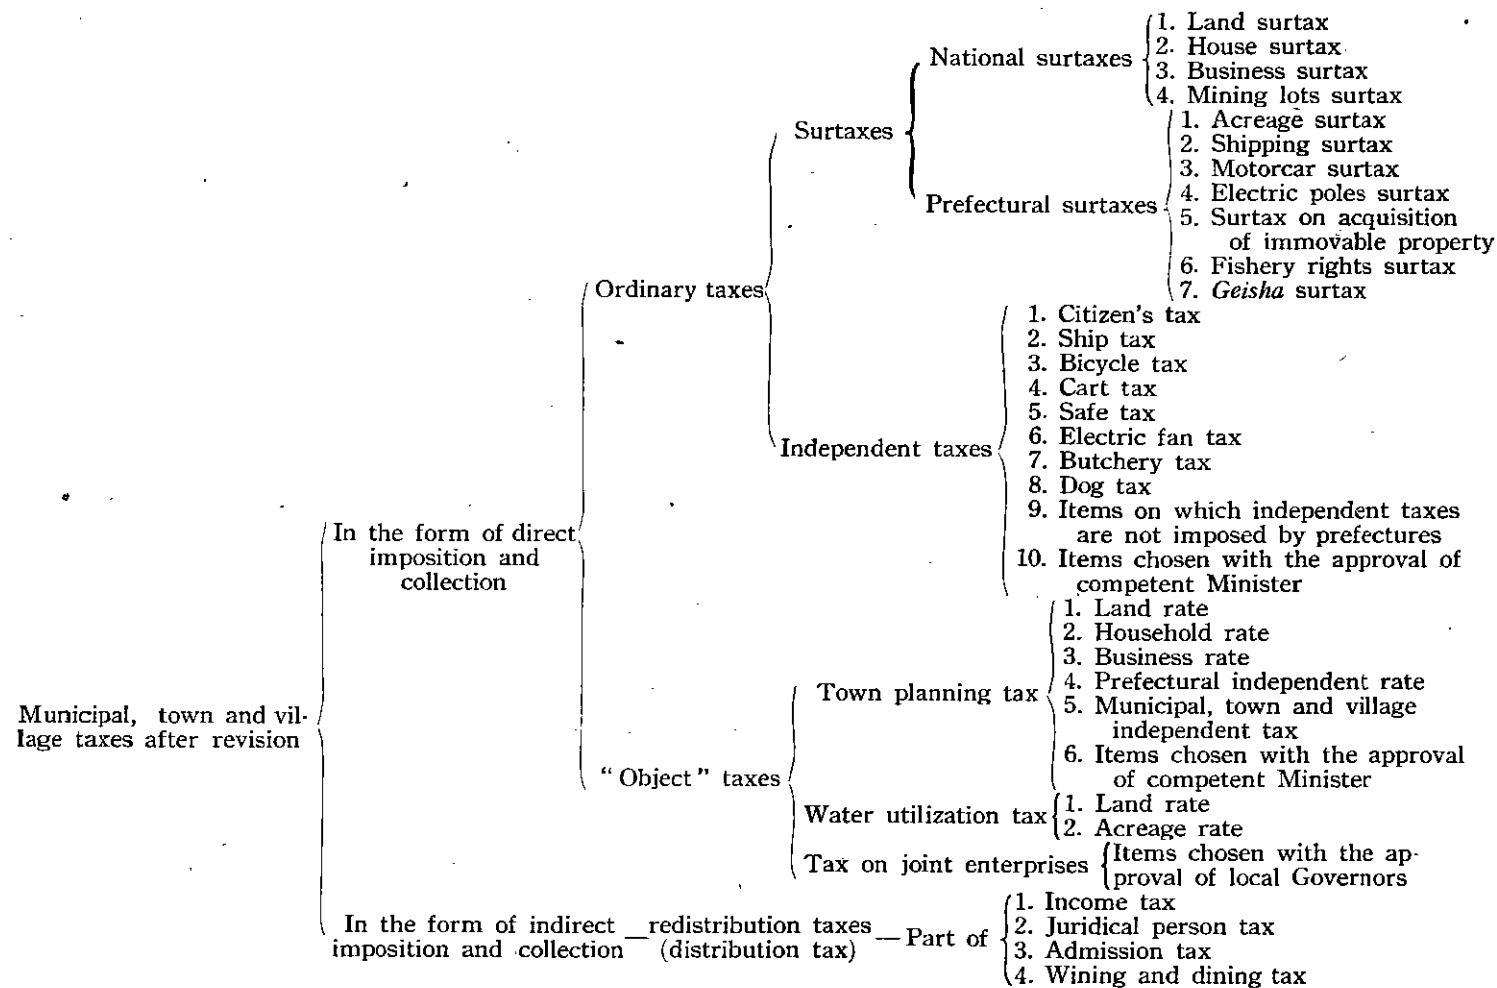 Municipal, town and vil-
lage taxes after revision
In the form of direct
imposition and
collection
Ordinary taxes
Surtaxes
National surtaxes
1. Land surtax
2. House surtax
3. Business surtax
4. Mining lots surtax
Prefectural surtaxes
1. Acreage surtax
2. Shipping surtax
3. Motorcar surtax
4. Electric poles surtax
5. Surtax on acquisition
of immovable property
6. Fishery rights surtax
7. Geisha surtax
Independent taxes
1. Citizen's tax
2. Ship tax
3. Bicycle tax
4. Cart tax
5. Safe tax
6. Electric fan tax
7. Butchery tax
8. Dog tax
9. Items on which independent taxes
are not imposed by prefectures
10. Items chosen with the approval of
competent Minister
"Object" taxes
Town planning tax
1. Land rate
2. Household rate
3. Business rate
4. Prefectural independent rate
5. Municipal, town and village
independent tax
6. Items chosen with the approval
of competent Minister
Water utilization tax
1. Land rate
2. Acreage rate
Tax on joint enterprises
Items chosen with the ap-
proval of local Governors
In the form of indirect
imposition and collection
— redistribution taxes
(distribution tax)
— Part of
1. Income tax
2. Juridical person tax
3. Admission tax
4. Wining and dining tax